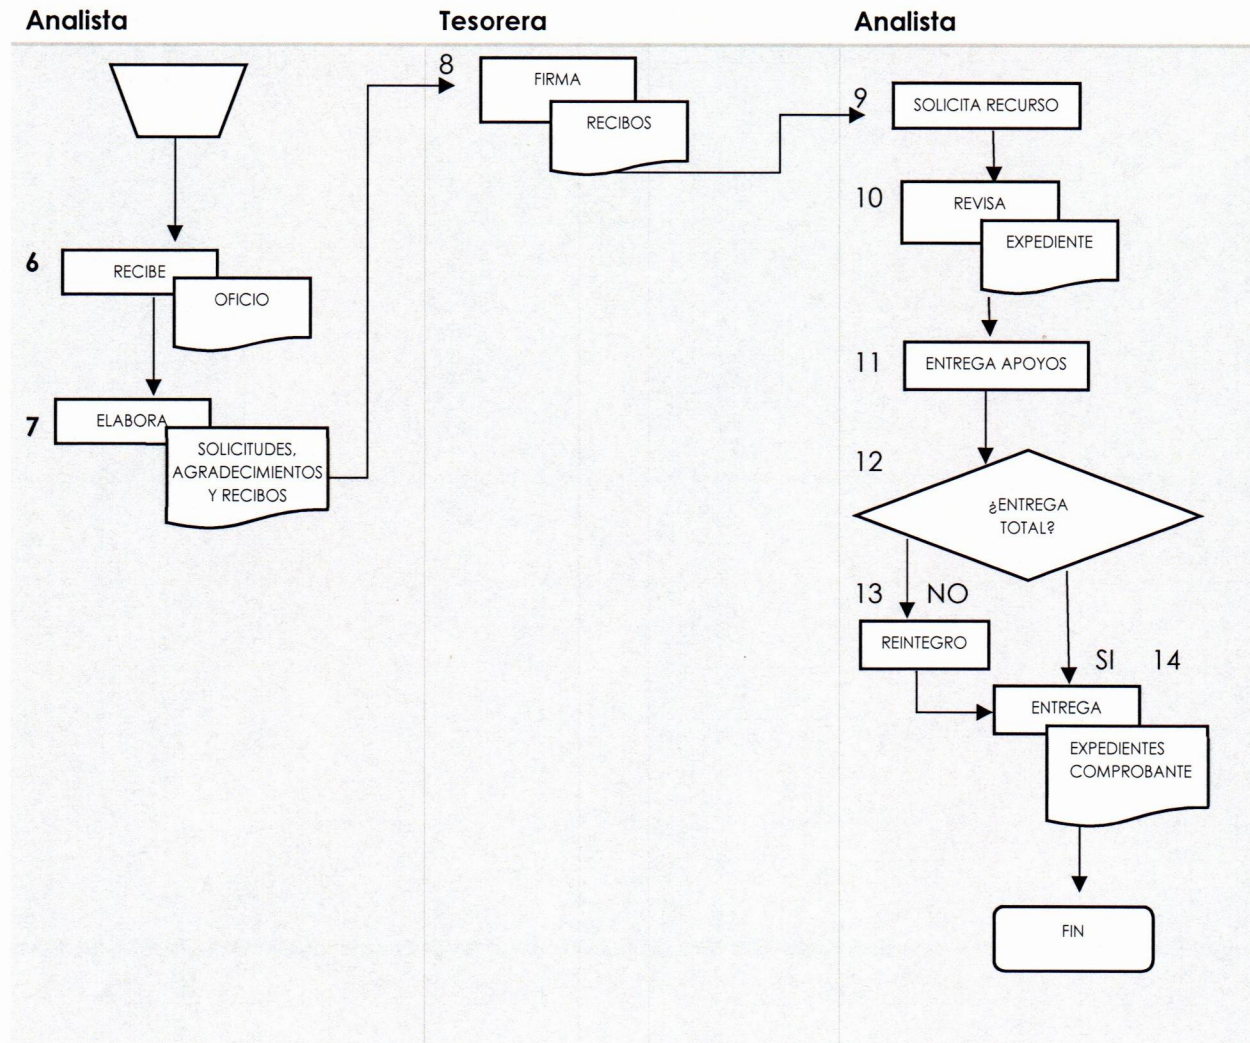 Analista
Tesorera
Analista
6
RECIBE
OFICIO
7
ELABORA
SOLICITUDES,
AGRADECIMIENTOS
Y RECIBOS
8
FIRMA
RECIBOS
9
SOLICITA RECURSO
10
REVISA
EXPEDIENTE
11
ENTREGA APOYOS
12
¿ENTREGA
TOTAL?
13 NO
REINTEGRO
SI 14
ENTREGA
EXPEDIENTES
COMPROBANTE
FIN